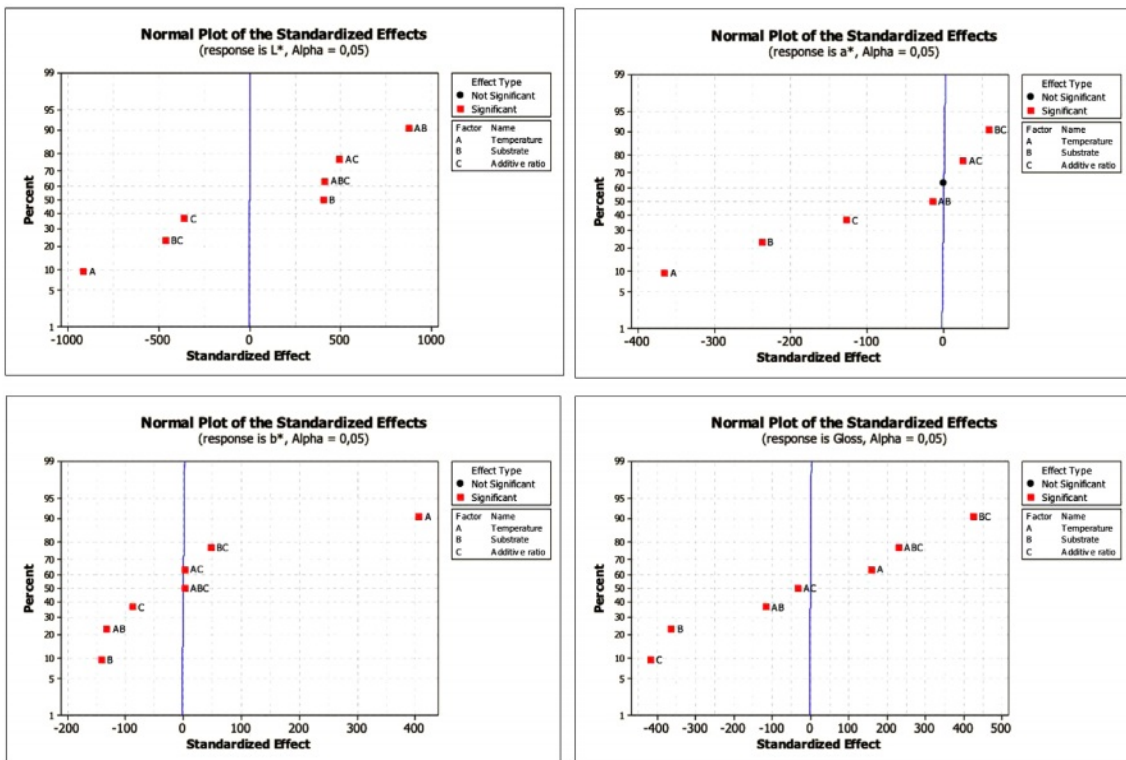 Normal Plot of the Standardized Effects
(response is L*, Alpha = 0,05)
99
95
90
80
70
60
50
40
30
20
10
5
1
Percent
AB
AC
ABC
B
C
BC
A
-1000 -500 0 500 1000
Standardized Effect
Effect Type
Not Significant
Significant
Factor Name
A Temperature
B Substrate
C Additive ratio
Normal Plot of the Standardized Effects
(response is a*, Alpha = 0,05)
99
95
90
80
70
60
50
40
30
20
10
5
1
Percent
BC
AC
AB
C
B
A
-400 -300 -200 -100 0
Standardized Effect
Effect Type
Not Significant
Significant
Factor Name
A Temperature
B Substrate
C Additive ratio
Normal Plot of the Standardized Effects
(response is b*, Alpha = 0,05)
99
95
90
80
70
60
50
40
30
20
10
5
1
Percent
A
BC
AC
ABC
C
AB
B
-200 -100 0 100 200 300 400
Standardized Effect
Effect Type
Not Significant
Significant
Factor Name
A Temperature
B Substrate
C Additive ratio
Normal Plot of the Standardized Effects
(response is Gloss, Alpha = 0,05)
99
95
90
80
70
60
50
40
30
20
10
5
1
Percent
BC
ABC
A
AC
AB
B
C
-400 -300 -200 -100 0 100 200 300 400 500
Standardized Effect
Effect Type
Not Significant
Significant
Factor Name
A Temperature
B Substrate
C Additive ratio